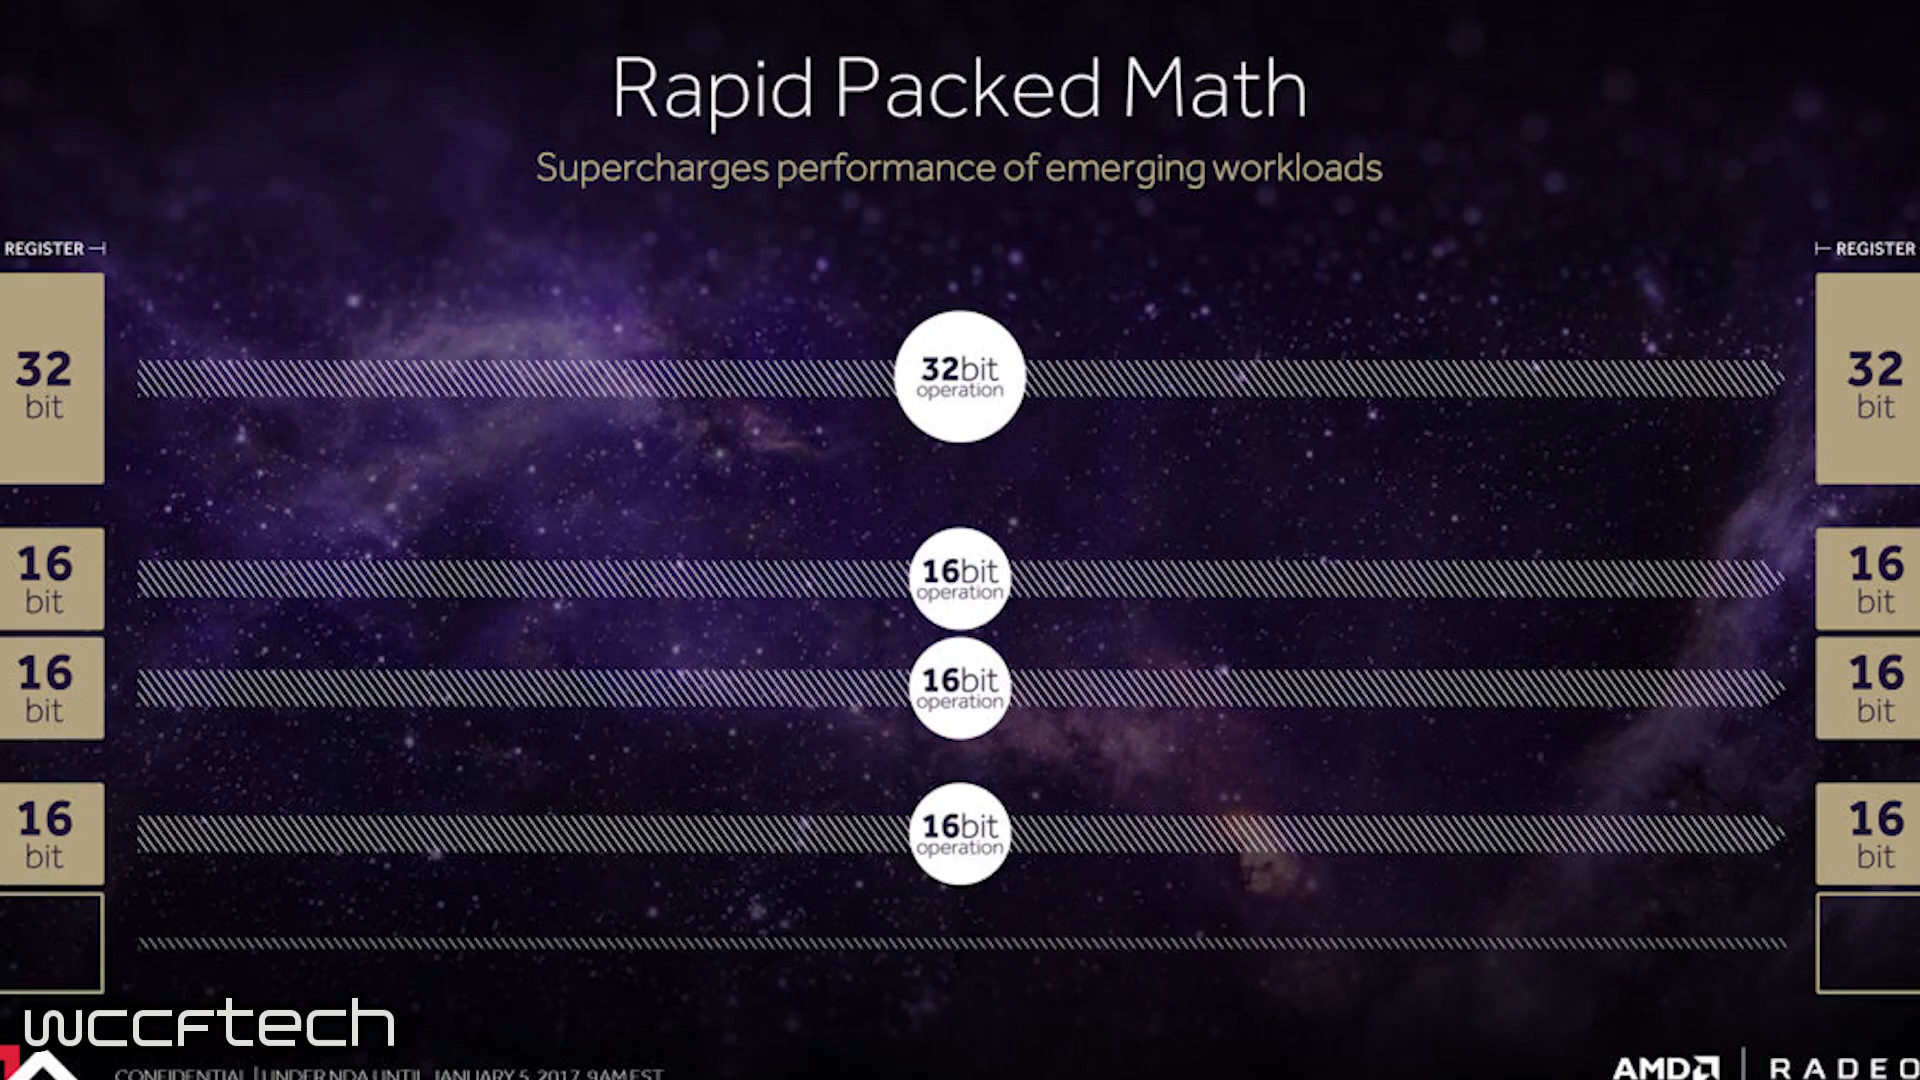 Rapid Packed Math
Supercharges performance of emerging workloads
REGISTER
REGISTER
32
bit
32bit
operation
32
bit
16
bit
16bit
operation
16
bit
16
bit
16bit
operation
16
bit
16
bit
16bit
operation
16
bit
wccftech
CONFIDENTIAL | UNDER NDA UNTIL JANUARY 5, 2017, 9AM EST
AMD | RADEO